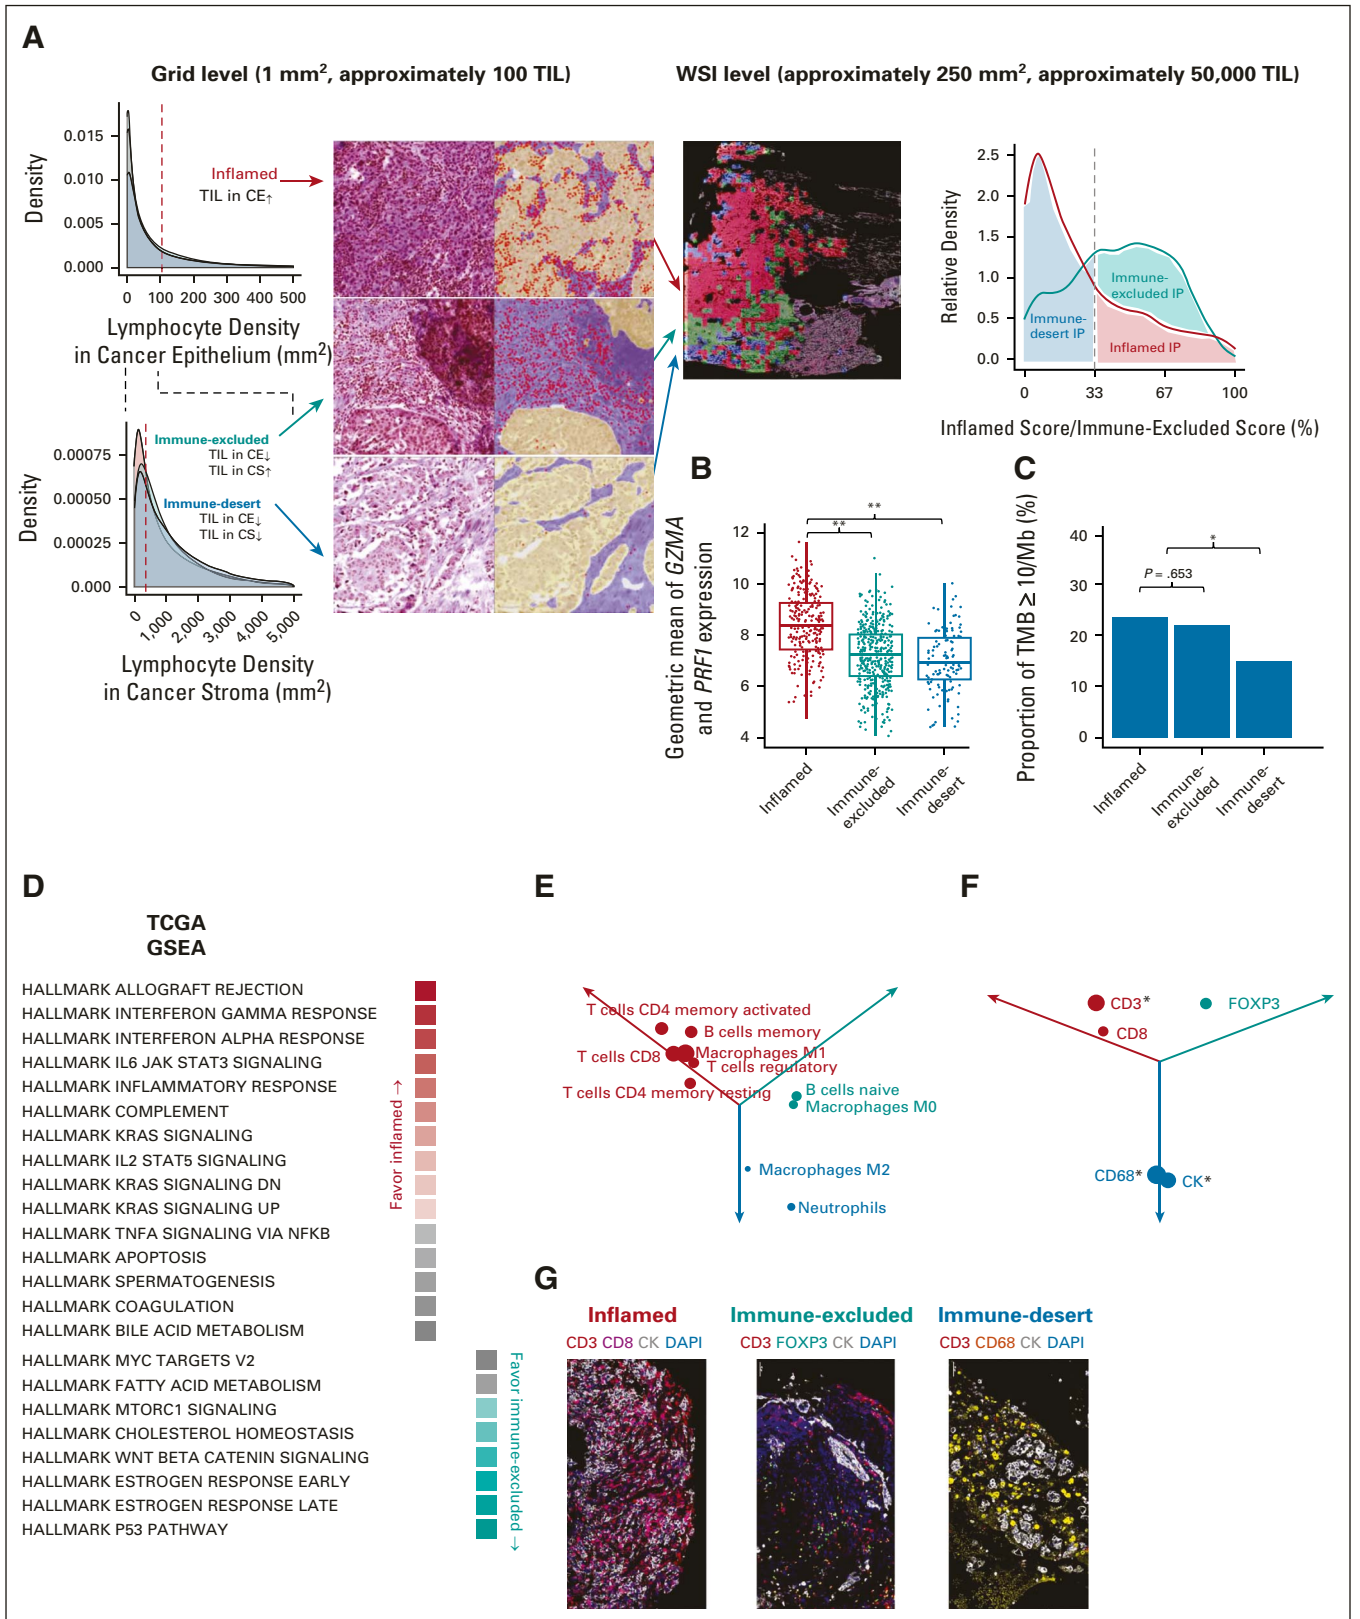 A
Grid level (1 mm², approximately 100 TIL)
WSI level (approximately 250 mm², approximately 50,000 TIL)
Density
0.015
0.010
0.005
0.000
0 100 200 300 400 500
Lymphocyte Density
in Cancer Epithelium (mm²)
Inflamed
TIL in CE↑
Density
0.00075
0.00050
0.00025
0.000
0 1,000 2,000 3,000 4,000 5,000
Lymphocyte Density
in Cancer Stroma (mm²)
Immune-excluded
TIL in CE↓
TIL in CS↑
Immune-desert
TIL in CE↓
TIL in CS↓
Relative Density
2.5
2.0
1.5
1.0
0.5
0.0
Immune-
excluded IP
Immune-
desert IP
Inflamed IP
0 33 67 100
Inflamed Score/Immune-Excluded Score (%)
B
Geometric mean of GZMA
and PRF1 expression
12
10
8
6
4
**
**
Inflamed
Immune-
excluded
Immune-
desert
C
Proportion of TMB ≥ 10/Mb (%)
40
30
20
10
0
*
P = .653
Inflamed
Immune-
excluded
Immune-
desert
D
TCGA
GSEA
HALLMARK ALLOGRAFT REJECTION
HALLMARK INTERFERON GAMMA RESPONSE
HALLMARK INTERFERON ALPHA RESPONSE
HALLMARK IL6 JAK STAT3 SIGNALING
HALLMARK INFLAMMATORY RESPONSE
HALLMARK COMPLEMENT
HALLMARK KRAS SIGNALING
HALLMARK IL2 STAT5 SIGNALING
HALLMARK KRAS SIGNALING DN
HALLMARK KRAS SIGNALING UP
HALLMARK TNFA SIGNALING VIA NFKB
HALLMARK APOPTOSIS
HALLMARK SPERMATOGENESIS
HALLMARK COAGULATION
HALLMARK BILE ACID METABOLISM
HALLMARK MYC TARGETS V2
HALLMARK FATTY ACID METABOLISM
HALLMARK MTORC1 SIGNALING
HALLMARK CHOLESTEROL HOMEOSTASIS
HALLMARK WNT BETA CATENIN SIGNALING
HALLMARK ESTROGEN RESPONSE EARLY
HALLMARK ESTROGEN RESPONSE LATE
HALLMARK P53 PATHWAY
Favor inflamed →
Favor immune-excluded →
E
T cells CD4 memory activated
B cells memory
T cells CD8
Macrophages M1
T cells regulatory
T cells CD4 memory resting
B cells naive
Macrophages M0
Macrophages M2
Neutrophils
F
CD3*
FOXP3
CD8
CD68*
CK*
G
Inflamed
CD3 CD8 CK DAPI
Immune-excluded
CD3 FOXP3 CK DAPI
Immune-desert
CD3 CD68 CK DAPI